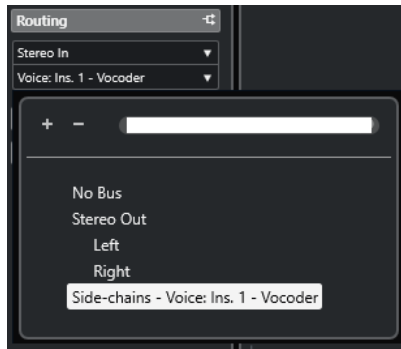 Routing
Stereo In
Voice: Ins. 1 - Vocoder
+ −
No Bus
Stereo Out
Left
Right
Side-chains - Voice: Ins. 1 - Vocoder